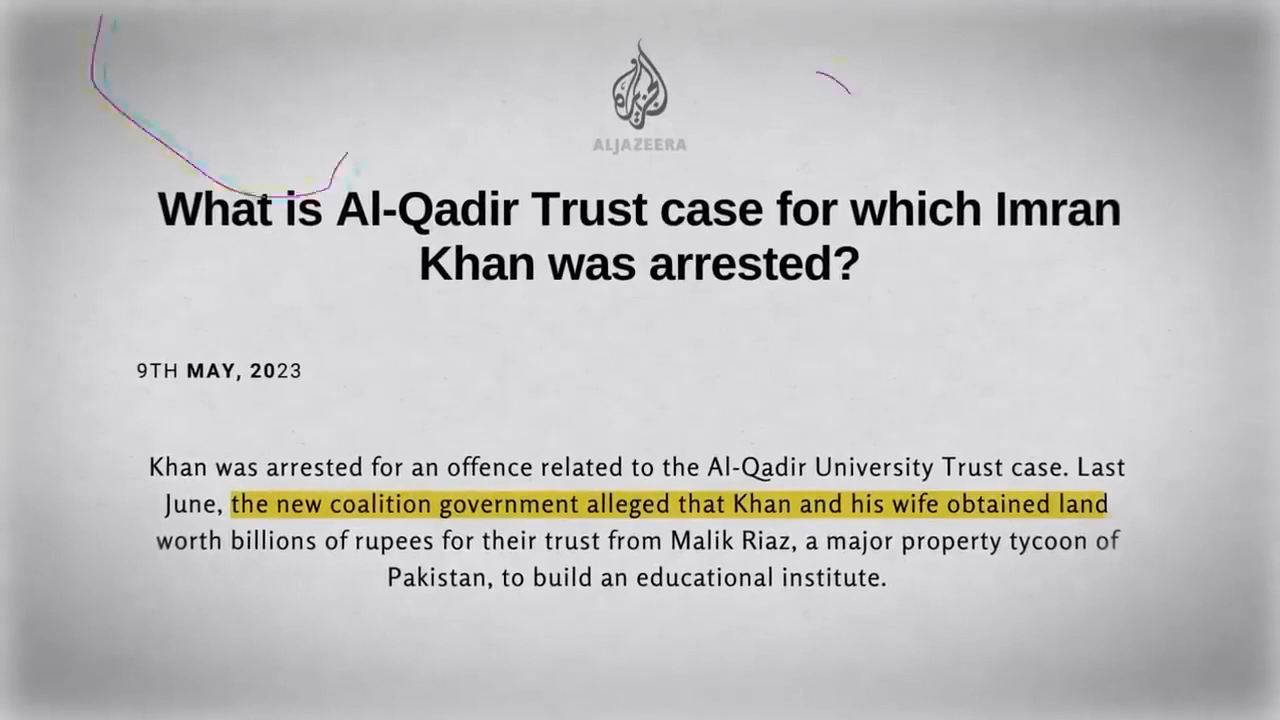 الجزيرة
ALJAZEERA
What is Al-Qadir Trust case for which Imran
Khan was arrested?
9TH MAY, 2023
Khan was arrested for an offence related to the Al-Qadir University Trust case. Last
June, the new coalition government alleged that Khan and his wife obtained land
worth billions of rupees for their trust from Malik Riaz, a major property tycoon of
Pakistan, to build an educational institute.